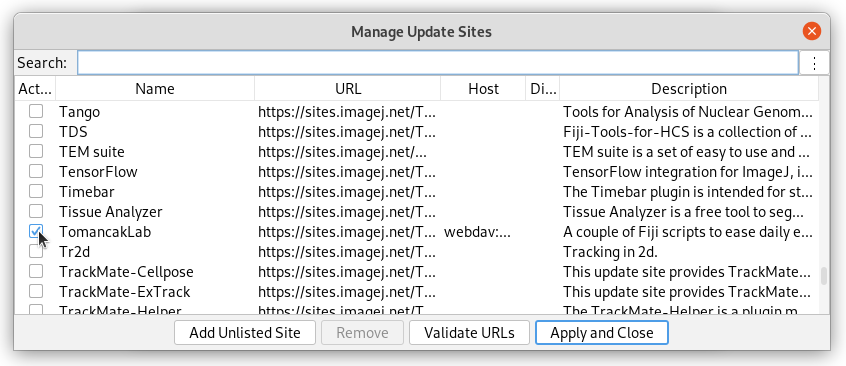 Manage Update Sites
Search:
Act... Name URL Host Di... Description
Tango https://sites.imagej.net/T... Tools for Analysis of Nuclear Genom...
TDS https://sites.imagej.net/T... Fiji-Tools-for-HCS is a collection of ...
TEM suite https://sites.imagej.net/... TEM suite is a set of easy to use and ...
TensorFlow https://sites.imagej.net/T... TensorFlow integration for ImageJ, i...
Timebar https://sites.imagej.net/T... The Timebar plugin is intended for st...
Tissue Analyzer https://sites.imagej.net/T... Tissue Analyzer is a free tool to seg...
TomancakLab https://sites.imagej.net/T... webdav:... A couple of Fiji scripts to ease daily e...
Tr2d https://sites.imagej.net/T... Tracking in 2d.
TrackMate-Cellpose https://sites.imagej.net/T... This update site provides TrackMate...
TrackMate-ExTrack https://sites.imagej.net/T... This update site provides TrackMate...
TrackMate-Helper https://sites.imagej.net/T... The TrackMate-Helper is a plugin m...
Add Unlisted Site Remove Validate URLs Apply and Close